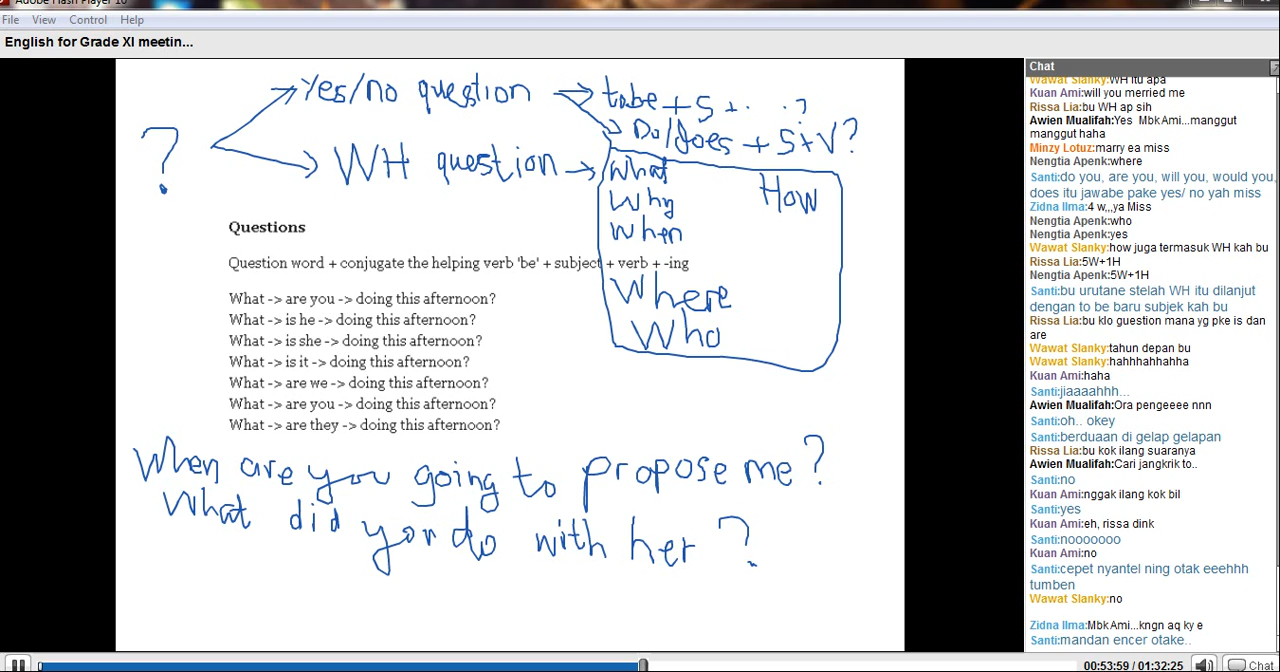 Adobe Flash Player 10
File View Control Help
English for Grade XI meetin...
?
Yes/no question
tobe + S + ... ?
Do/does + S + V?
WH question
What
How
Why
When
Where
Who
Questions
Question word + conjugate the helping verb 'be' + subject + verb + -ing
What -> are you -> doing this afternoon?
What -> is he -> doing this afternoon?
What -> is she -> doing this afternoon?
What -> is it -> doing this afternoon?
What -> are we -> doing this afternoon?
What -> are you -> doing this afternoon?
What -> are they -> doing this afternoon?
When are you going to propose me?
What did you do with her ?
Chat
Wawat Slanky:WH itu apa
Kuan Ami:will you merried me
Rissa Lia:bu WH ap sih
Awien Mualifah:Yes MbkAmi...manggut
manggut haha
Minzy Lotuz:marry ea miss
Nengtia Apenk:where
Santi:do you, are you, will you, would you,
does itu jawabe pake yes/ no yah miss
Zidna Ilma:4 w,,,ya Miss
Nengtia Apenk:who
Nengtia Apenk:yes
Wawat Slanky:how juga termasuk WH kah bu
Rissa Lia:5W+1H
Nengtia Apenk:5W+1H
Santi:bu urutane stelah WH itu dilanjut
dengan to be baru subjek kah bu
Rissa Lia:bu klo guestion mana yg pke is dan
are
Wawat Slanky:tahun depan bu
Wawat Slanky:hahhhahhahha
Kuan Ami:haha
Santi:jiaaaahhh...
Awien Mualifah:Ora pengeeee nnn
Santi:oh.. okey
Santi:berduaan di gelap gelapan
Rissa Lia:bu kok ilang suaranya
Awien Mualifah:Cari jangkrik to..
Santi:no
Kuan Ami:nggak ilang kok bil
Santi:yes
Kuan Ami:eh, rissa dink
Santi:nooooooo
Kuan Ami:no
Santi:cepet nyantel ning otak eeehhh
tumben
Wawat Slanky:no
Zidna Ilma:MbkAmi...kngn aq ky e
Santi:mandan encer otake..
00:53:59 / 01:32:25
Chat